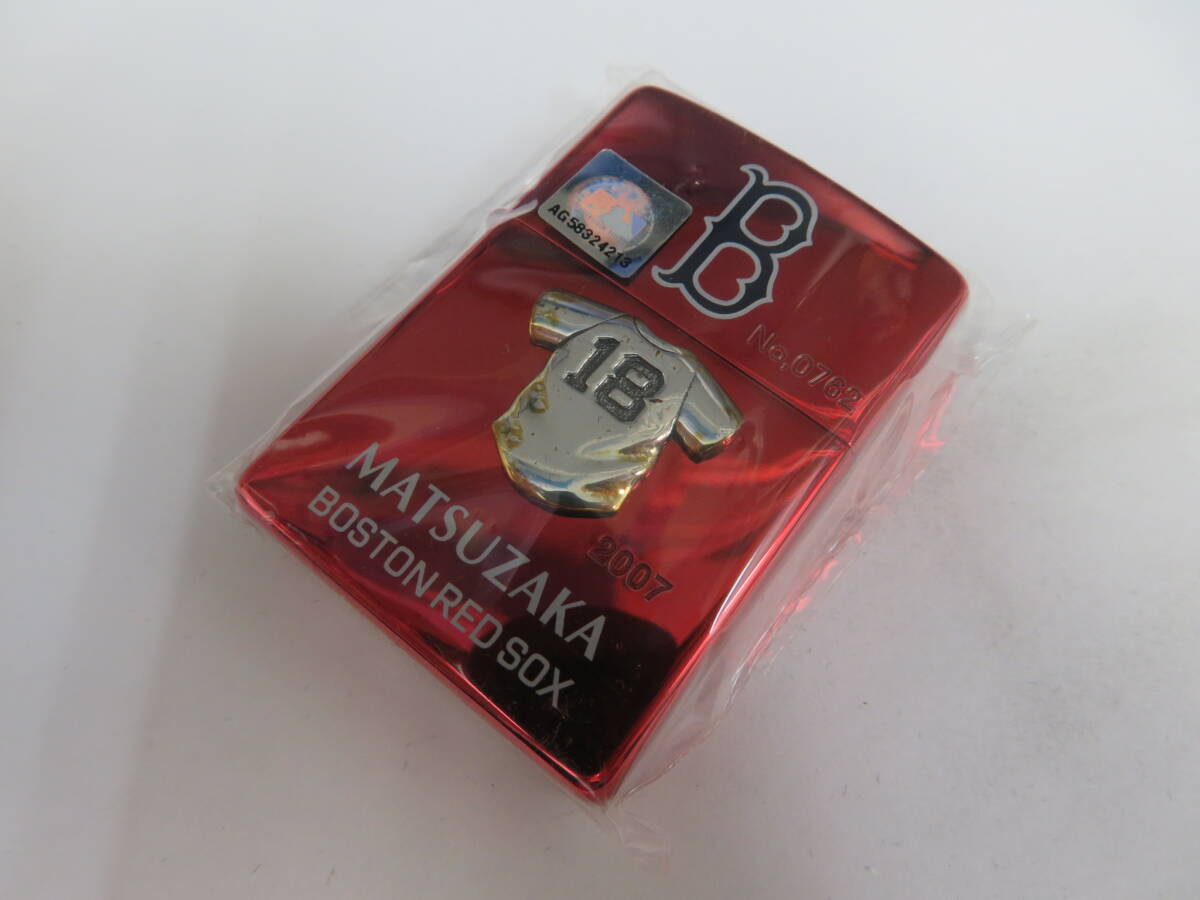 B
AG58324213
No,0762
18
2007
MATSUZAKA
BOSTON RED SOX